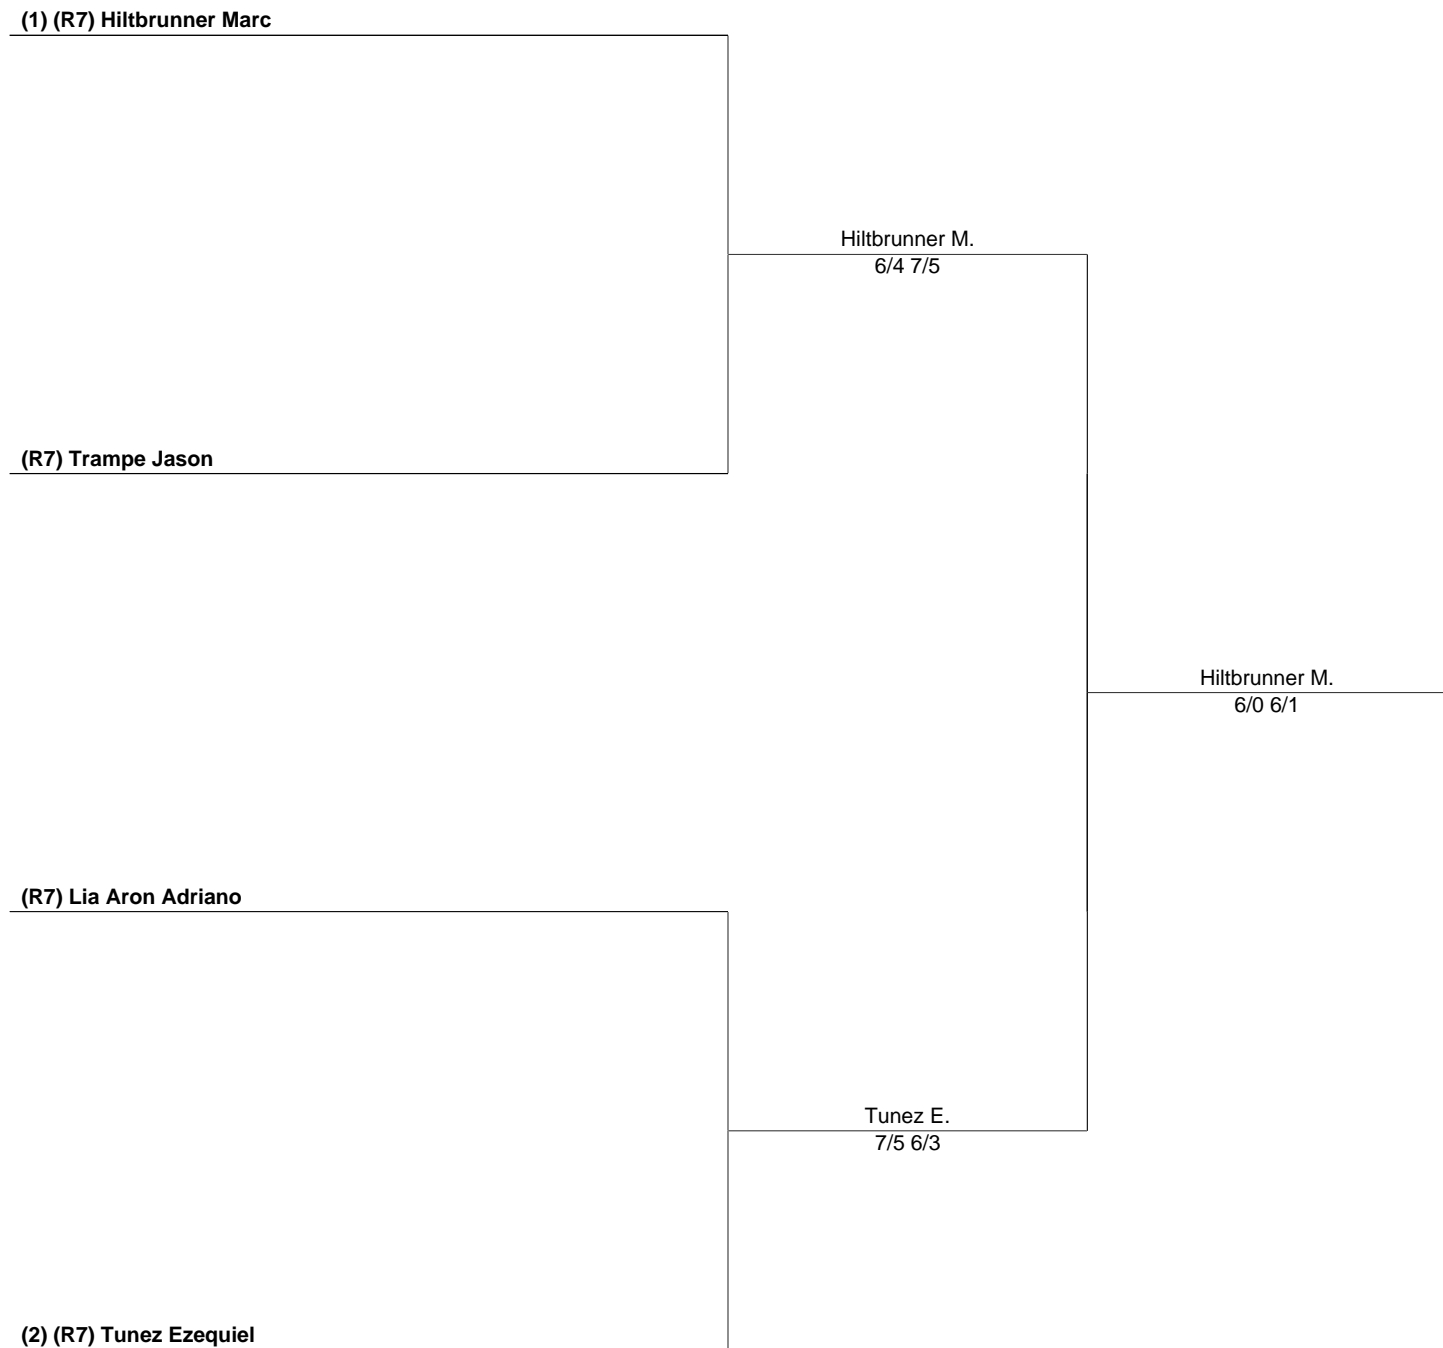 (1) (R7) Hiltbrunner Marc
Hiltbrunner M.
6/4 7/5
(R7) Trampe Jason
Hiltbrunner M.
6/0 6/1
(R7) Lia Aron Adriano
Tunez E.
7/5 6/3
(2) (R7) Tunez Ezequiel